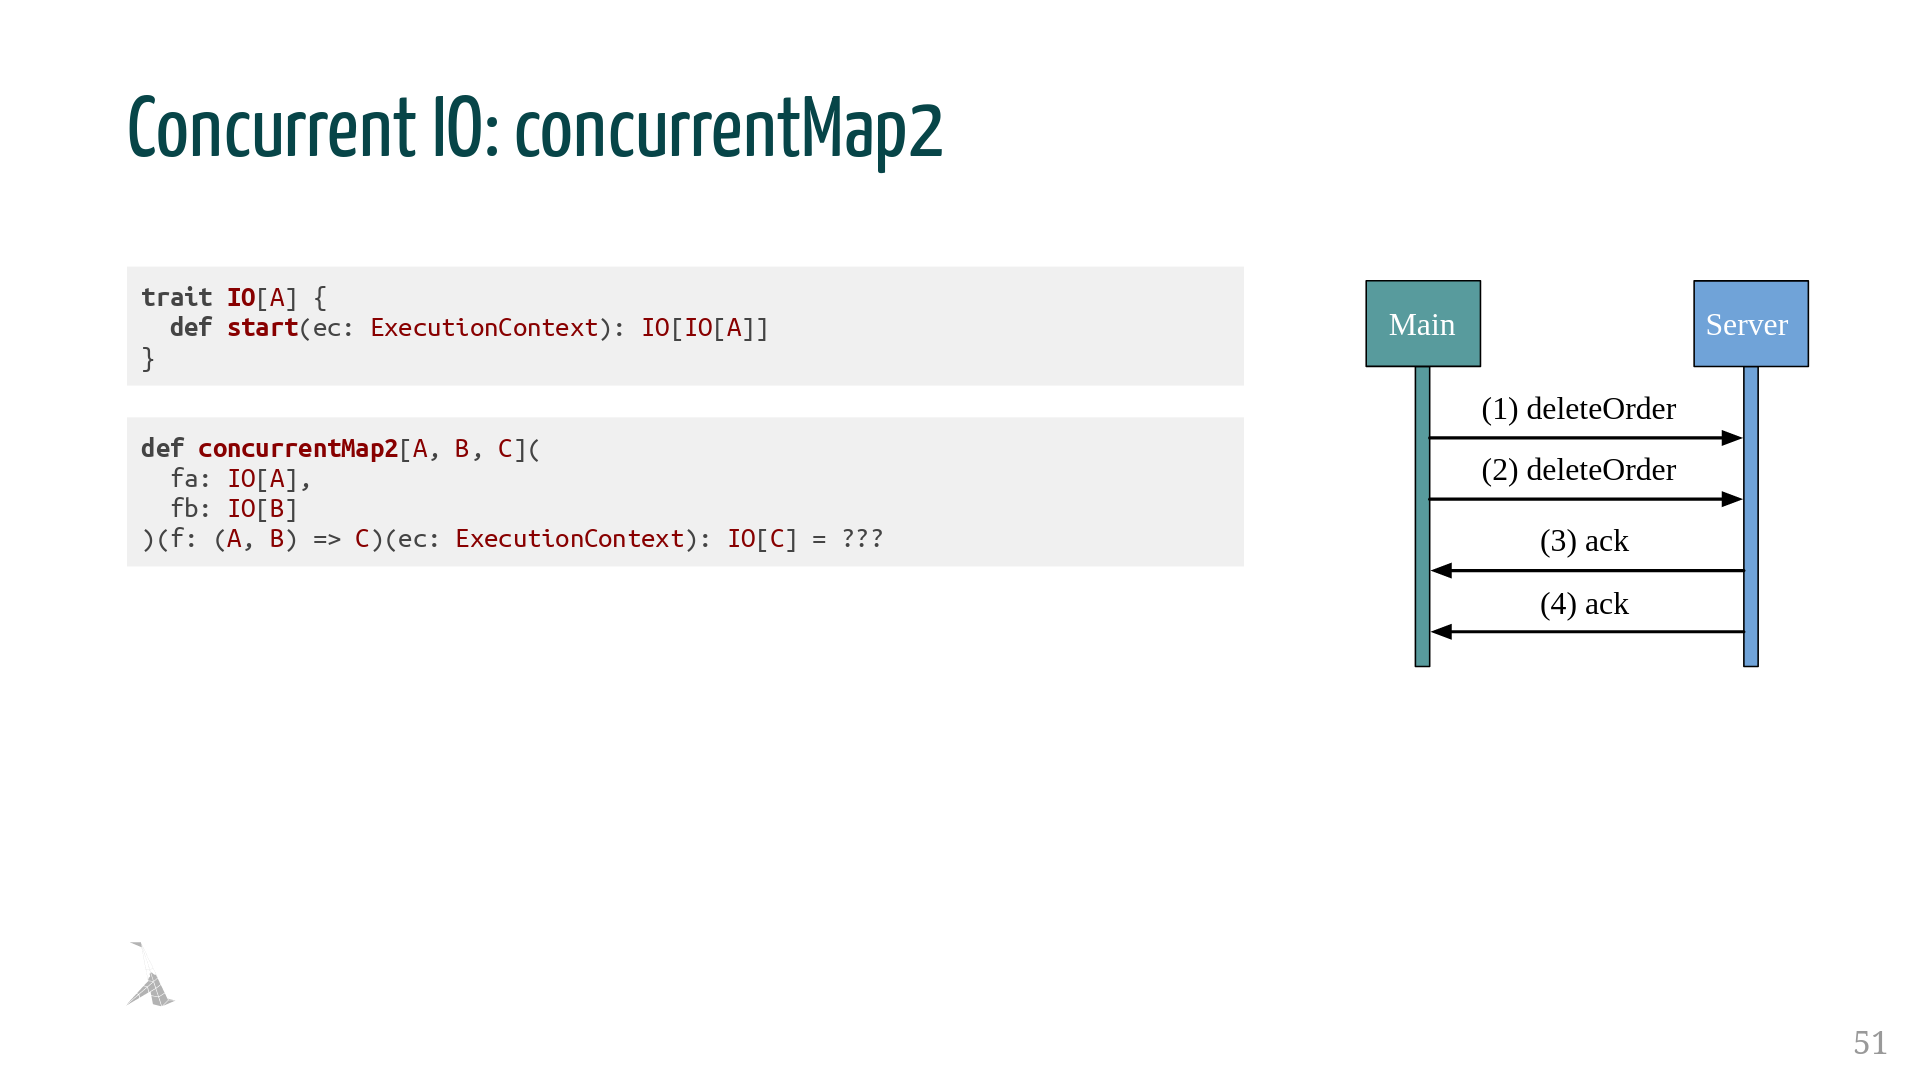 Concurrent IO: concurrentMap2
trait IO[A] {
  def start(ec: ExecutionContext): IO[IO[A]]
}
def concurrentMap2[A, B, C](
  fa: IO[A],
  fb: IO[B]
)(f: (A, B) => C)(ec: ExecutionContext): IO[C] = ???
Main
Server
(1) deleteOrder
(2) deleteOrder
(3) ack
(4) ack
51